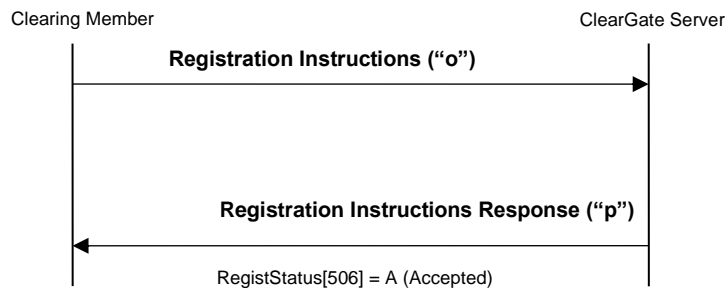 Clearing Member
ClearGate Server
Registration Instructions (“o”)
Registration Instructions Response (“p”)
RegistStatus[506] = A (Accepted)